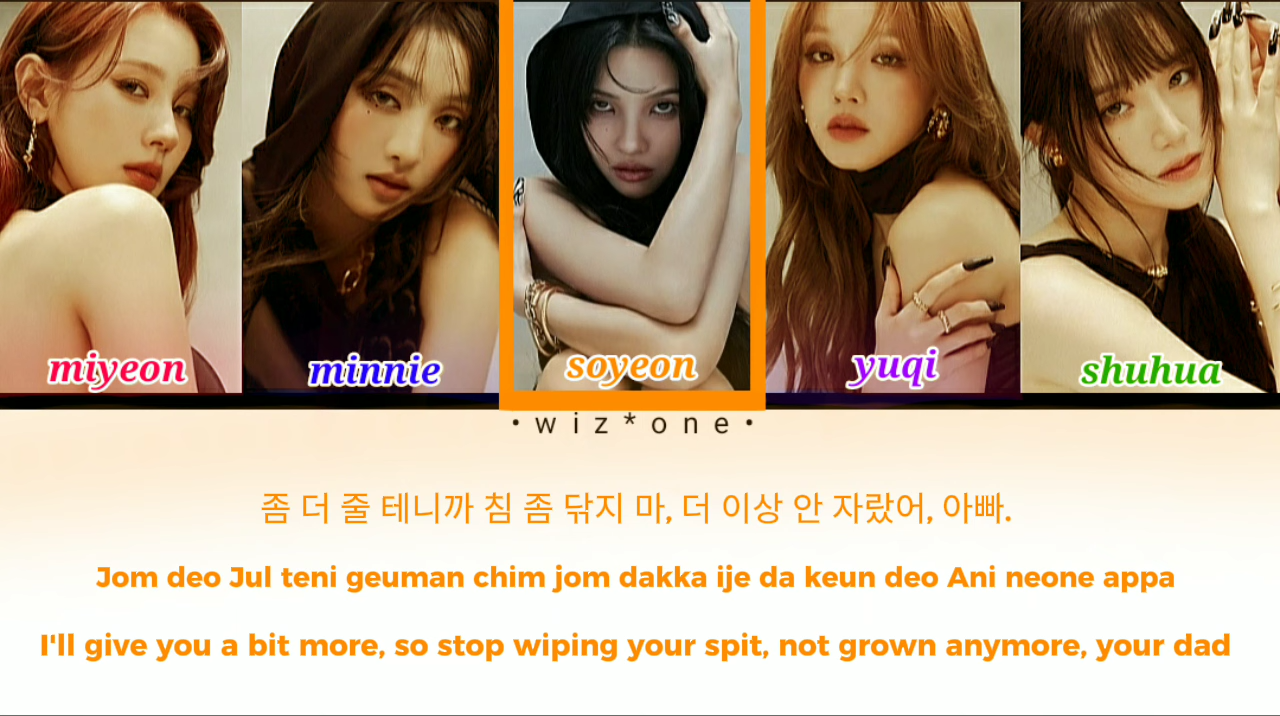 miyeon minnie soyeon yuqi shuhua
• w i z * o n e •
좀 더 줄 테니까 침 좀 닦지 마, 더 이상 안 자랐어, 아빠.
Jom deo Jul teni geuman chim jom dakka ije da keun deo Ani neone appa
I'll give you a bit more, so stop wiping your spit, not grown anymore, your dad